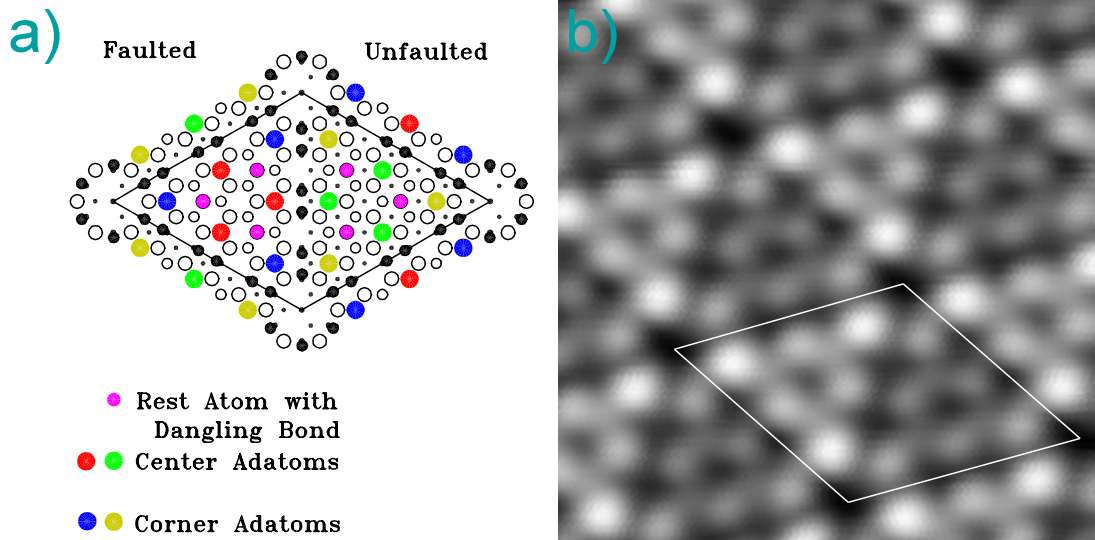 a)
Faulted
Unfaulted
Rest Atom with
Dangling Bond
Center Adatoms
Corner Adatoms
b)